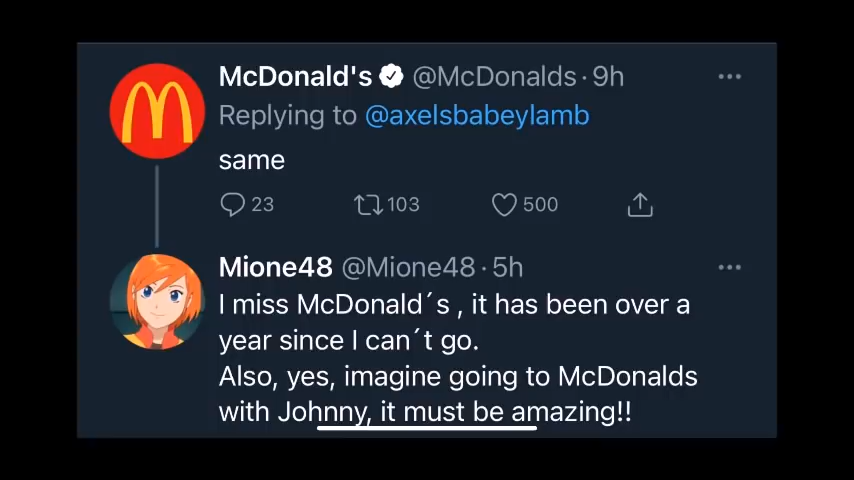 McDonald's @McDonalds · 9h
Replying to @axelsbabeylamb
same
23 103 500
Mione48 @Mione48 · 5h
I miss McDonald´s , it has been over a
year since I can´t go.
Also, yes, imagine going to McDonalds
with Johnny, it must be amazing!!